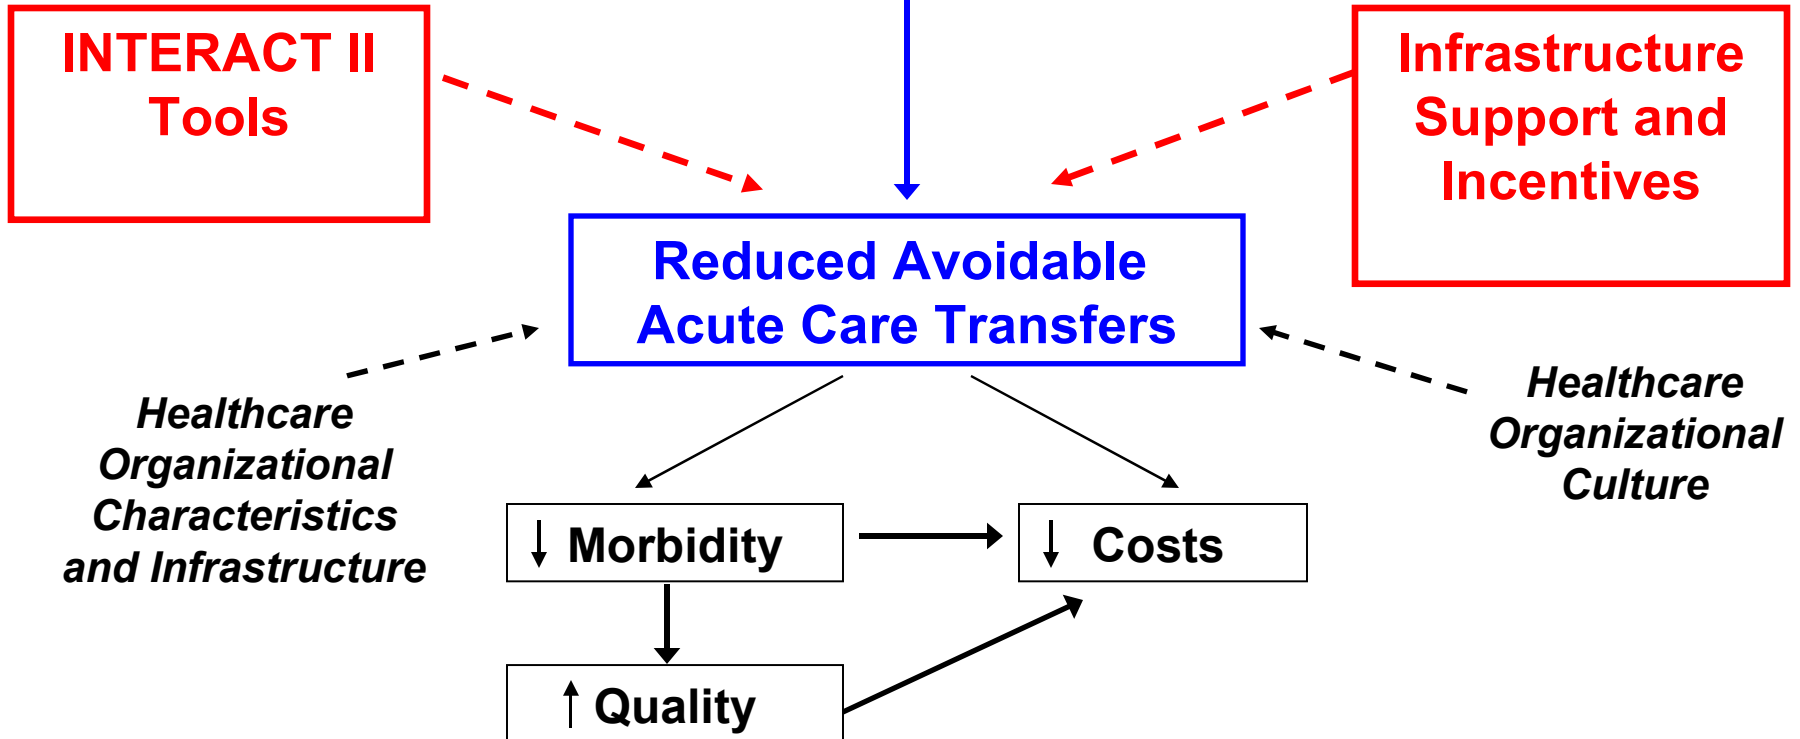 INTERACT II
Tools
Infrastructure
Support and
Incentives
Reduced Avoidable
Acute Care Transfers
Healthcare
Organizational
Characteristics
and Infrastructure
Healthcare
Organizational
Culture
↓ Morbidity
↓ Costs
↑ Quality